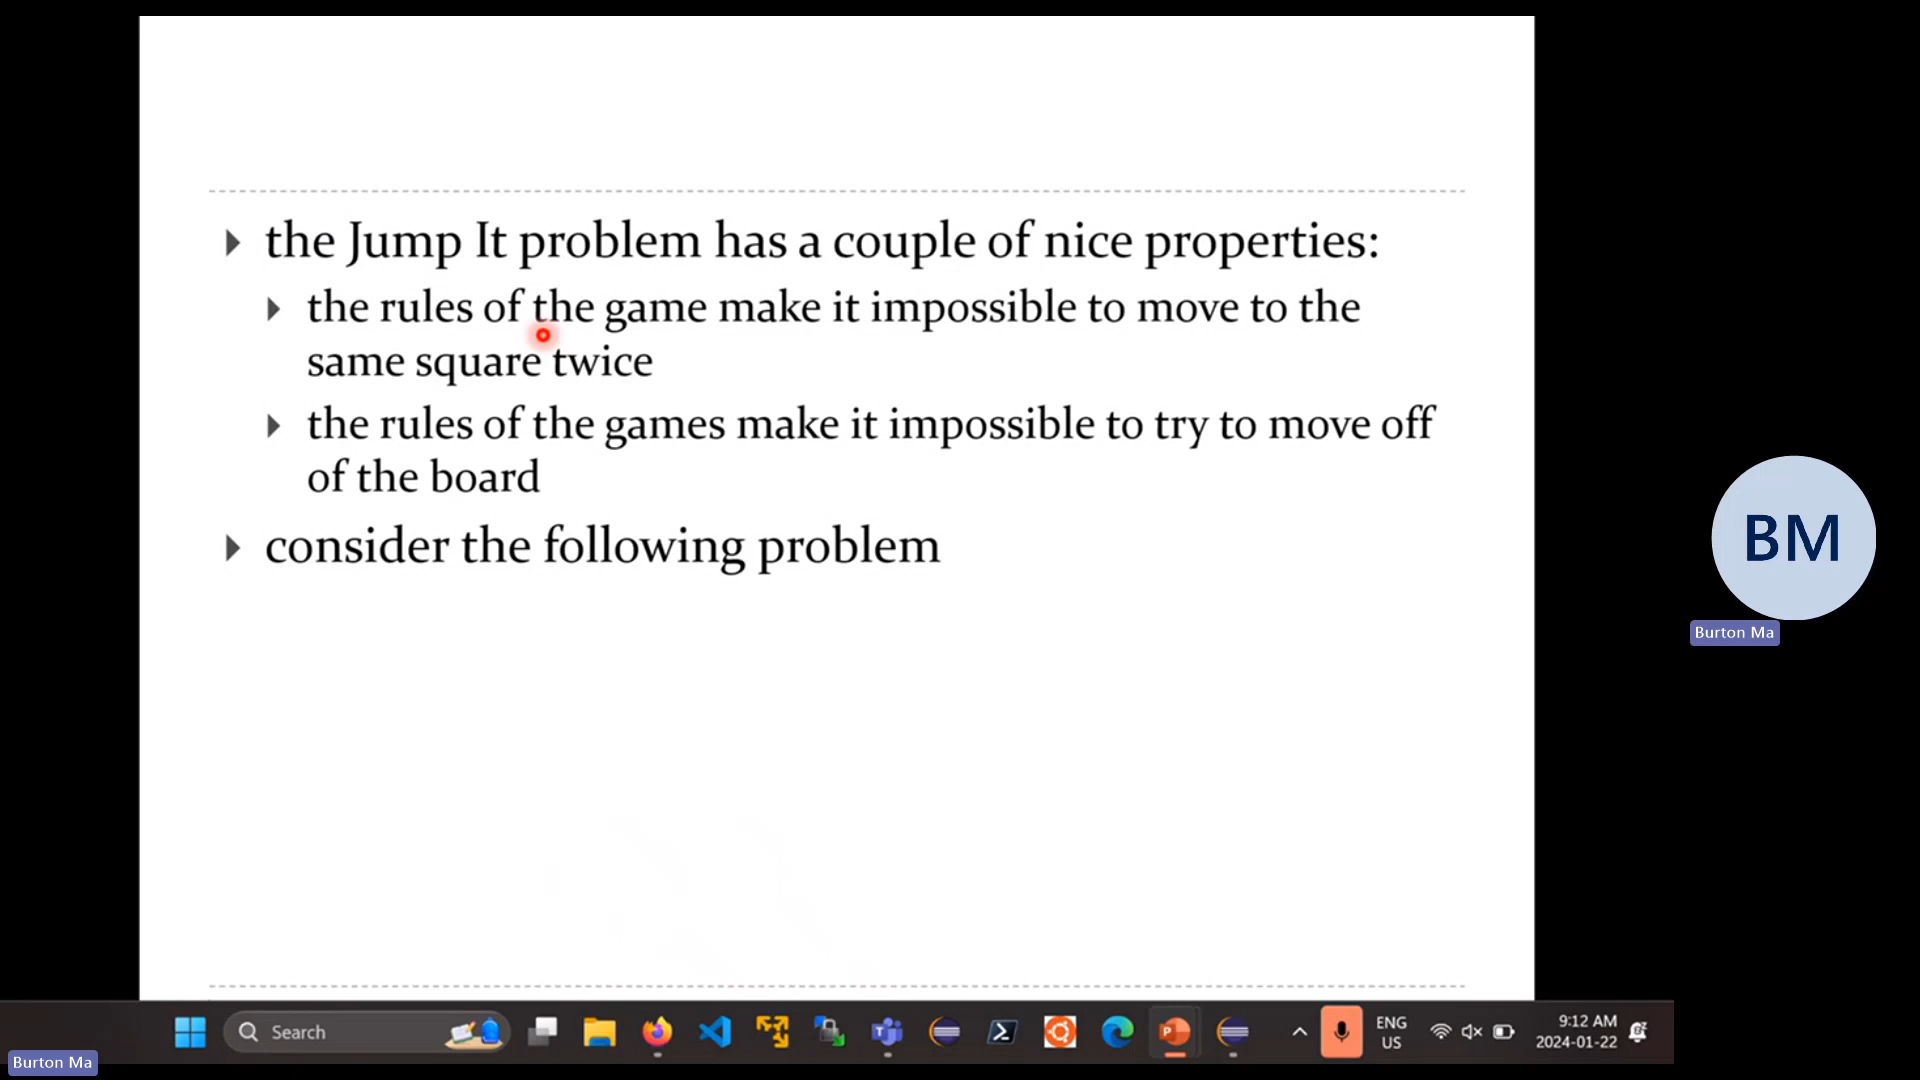 the Jump It problem has a couple of nice properties:
the rules of the game make it impossible to move to the
same square twice
the rules of the games make it impossible to try to move off
of the board
consider the following problem
BM
Burton Ma
Search
ENG
US
9:12 AM
2024-01-22
Burton Ma